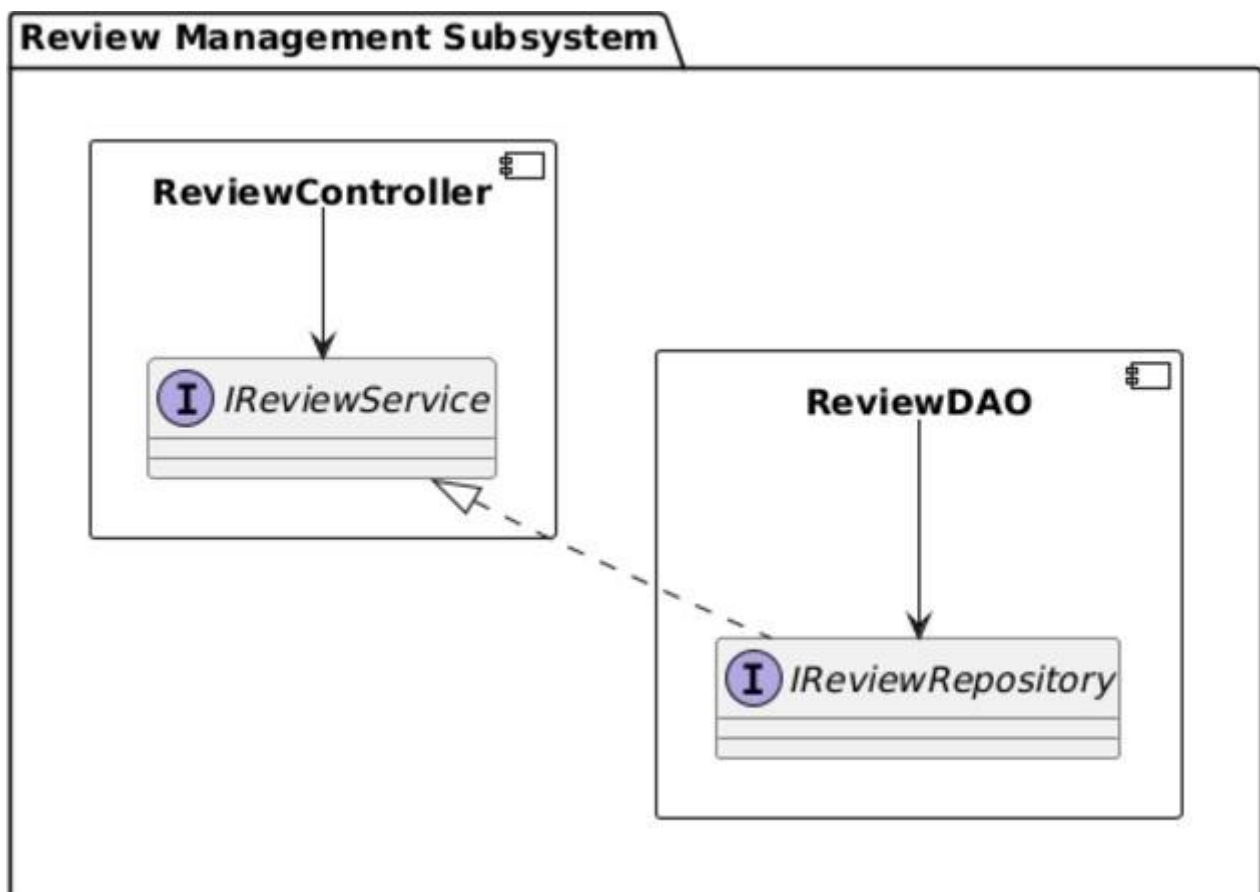 Review Management Subsystem
ReviewController
I IReviewService
ReviewDAO
I IReviewRepository